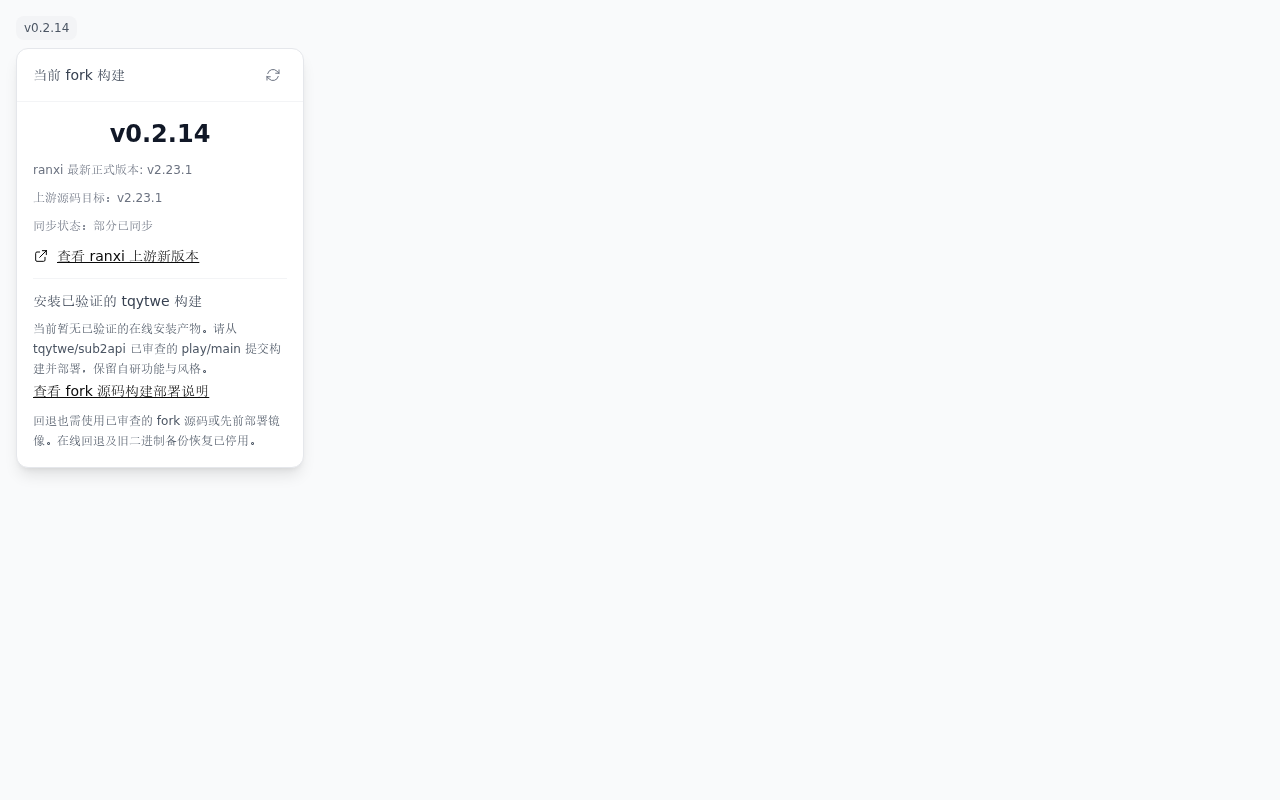 v0.2.14
当前 fork 构建
v0.2.14
ranxi 最新正式版本: v2.23.1
上游源码目标：v2.23.1
同步状态：部分已同步
查看 ranxi 上游新版本
安装已验证的 tqytwe 构建
当前暂无已验证的在线安装产物。请从
tqytwe/sub2api 已审查的 play/main 提交构
建并部署，保留自研功能与风格。
查看 fork 源码构建部署说明
回退也需使用已审查的 fork 源码或先前部署镜
像。在线回退及旧二进制备份恢复已停用。